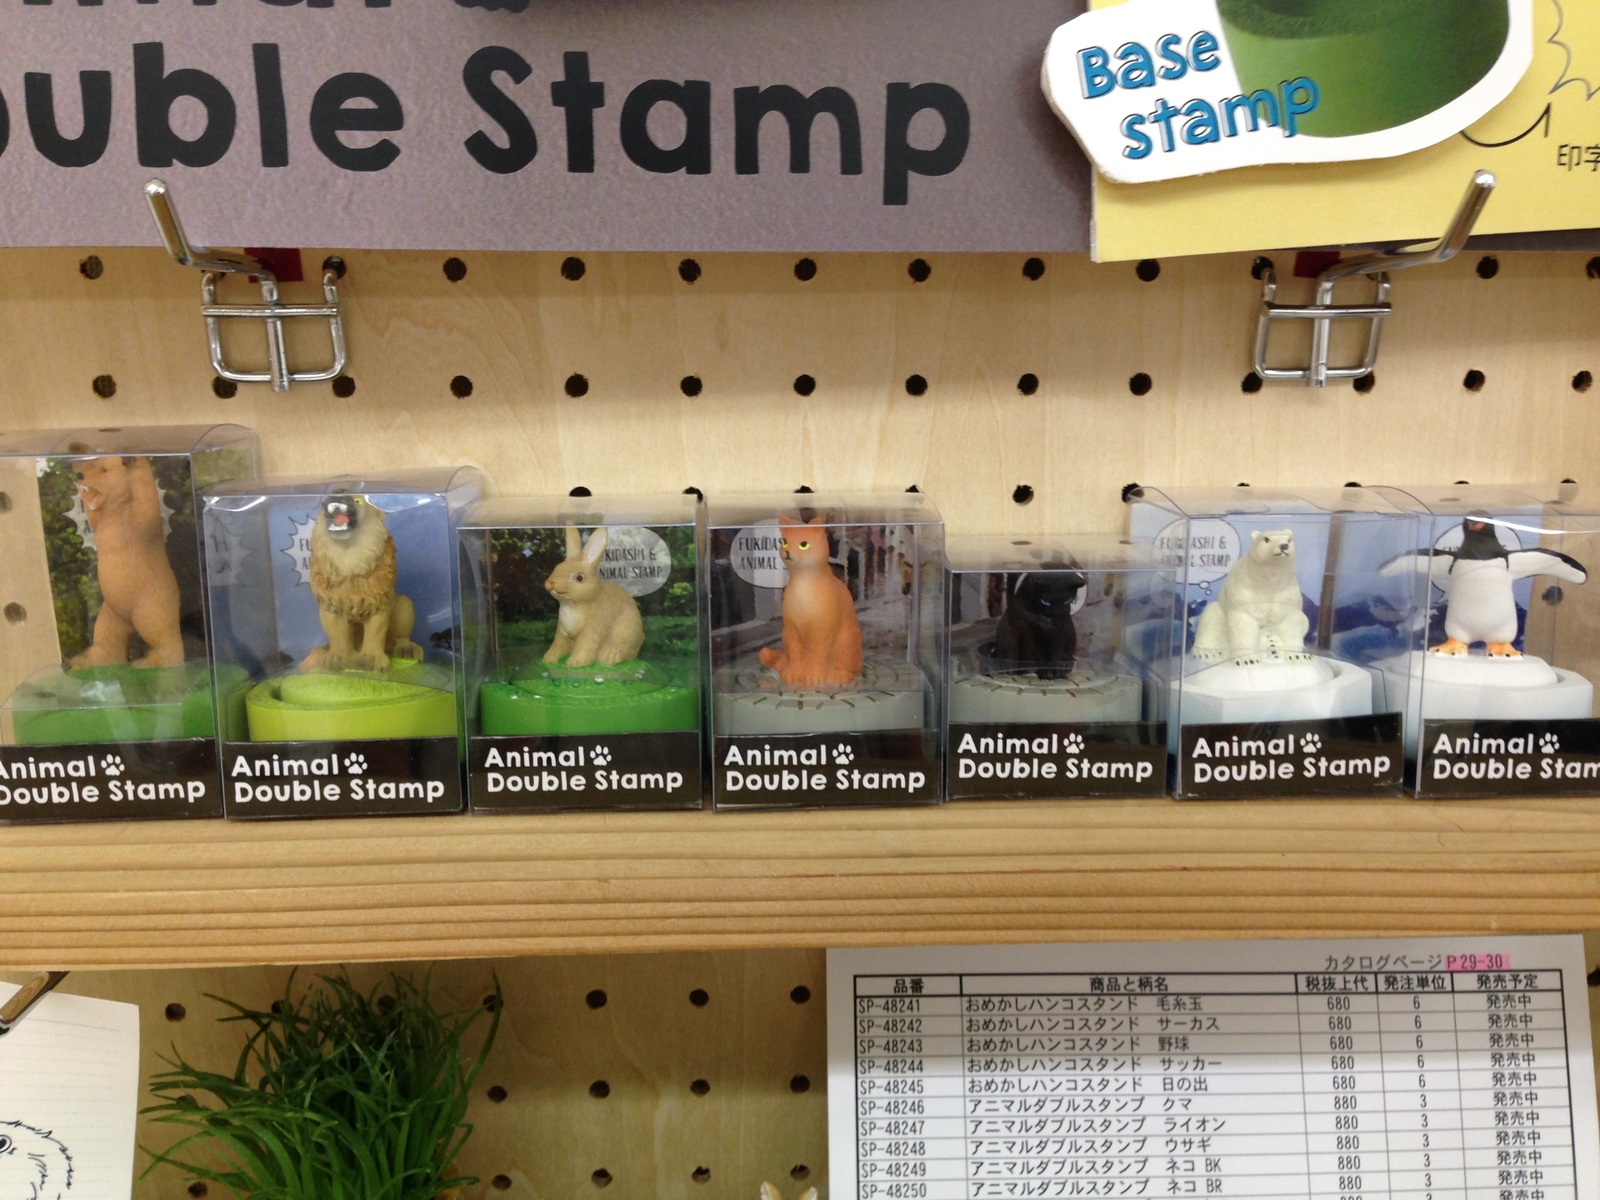 Double Stamp
Base
stamp
印字
FUKIDASHI &
ANIMAL STAMP
Animal
Double Stamp
Animal
Double Stamp
Animal
Double Stamp
Animal
Double Stamp
Animal
Double Stamp
Animal
Double Stamp
Animal
Double Stamp
カタログページ P29-30
品番 商品と柄名 税抜上代 発注単位 発売予定
SP-48241 おめかしハンコスタンド 毛糸玉 680 6 発売中
SP-48242 おめかしハンコスタンド サーカス 680 6 発売中
SP-48243 おめかしハンコスタンド 野球 680 6 発売中
SP-48244 おめかしハンコスタンド サッカー 680 6 発売中
SP-48245 おめかしハンコスタンド 日の出 680 6 発売中
SP-48246 アニマルダブルスタンプ クマ 880 3 発売中
SP-48247 アニマルダブルスタンプ ライオン 880 3 発売中
SP-48248 アニマルダブルスタンプ ウサギ 880 3 発売中
SP-48249 アニマルダブルスタンプ ネコ BK 880 3 発売中
SP-48250 アニマルダブルスタンプ ネコ BR 880 3 発売中